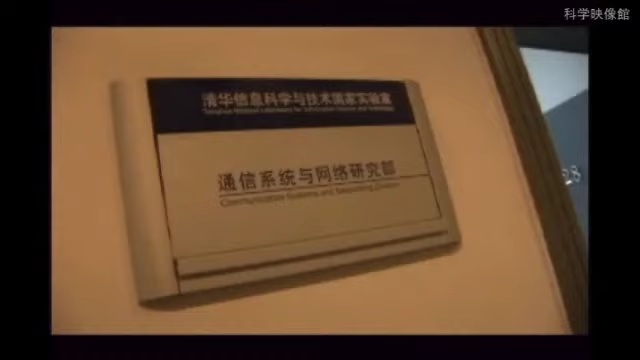 科学映像館
清华信息科学与技术国家实验室
Tsinghua National Laboratory for Information Science and Technology
通信系统与网络研究部
Communication Systems and Networking Division
28